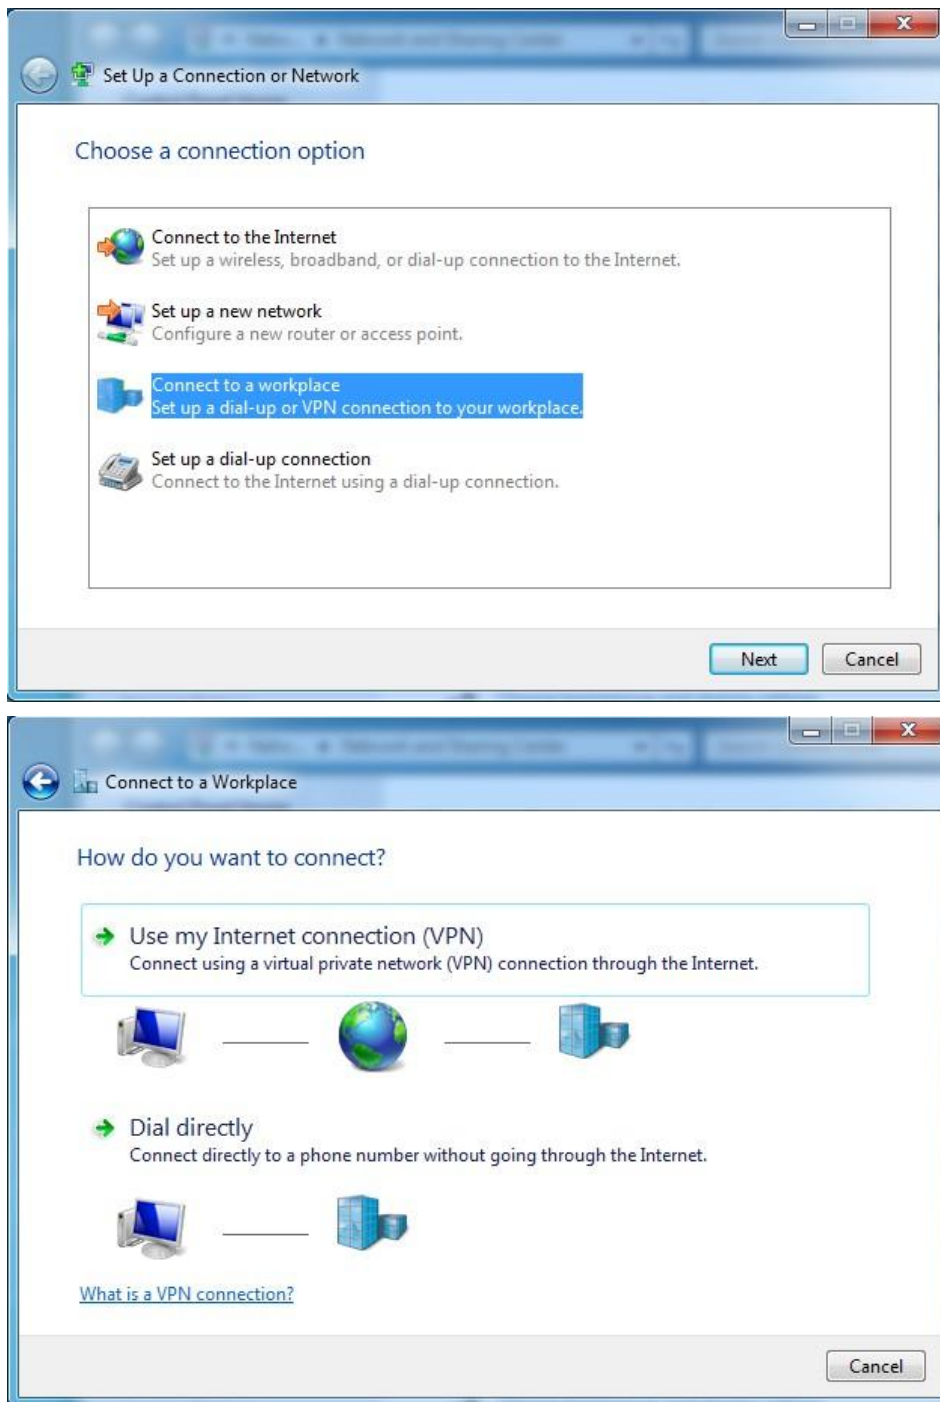 Set Up a Connection or Network
Choose a connection option
Connect to the Internet
Set up a wireless, broadband, or dial-up connection to the Internet.
Set up a new network
Configure a new router or access point.
Connect to a workplace
Set up a dial-up or VPN connection to your workplace.
Set up a dial-up connection
Connect to the Internet using a dial-up connection.
Next
Cancel
Connect to a Workplace
How do you want to connect?
Use my Internet connection (VPN)
Connect using a virtual private network (VPN) connection through the Internet.
Dial directly
Connect directly to a phone number without going through the Internet.
What is a VPN connection?
Cancel